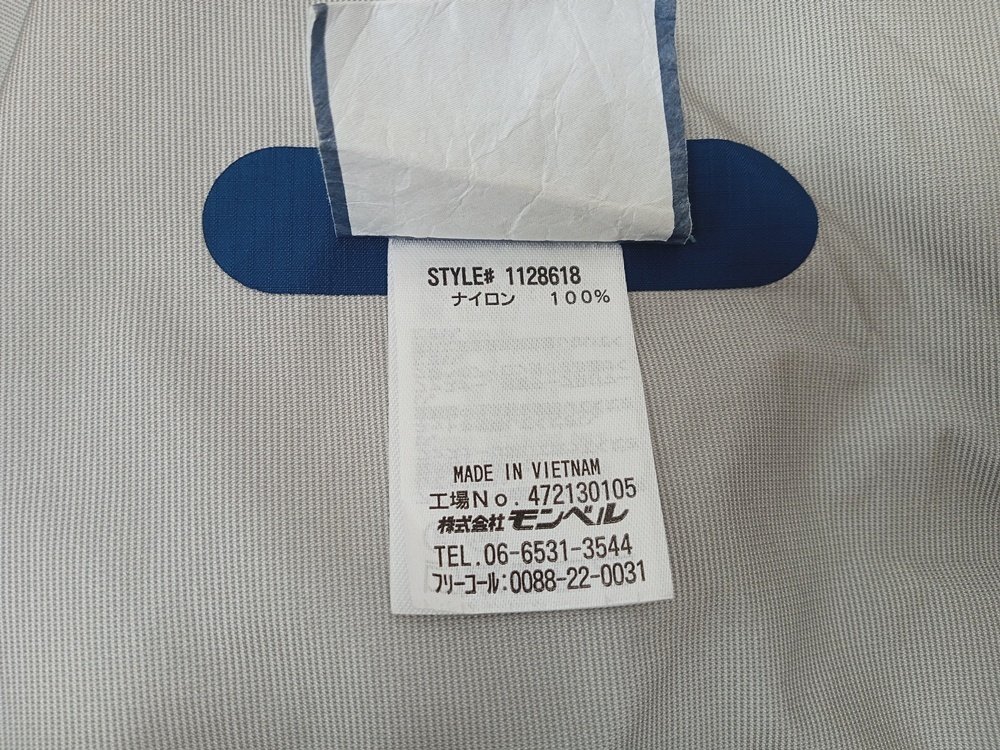 STYLE# 1128618
ナイロン 100%
MADE IN VIETNAM
工場No. 472130105
株式会社 モンベル
TEL.06-6531-3544
フリーコール:0088-22-0031